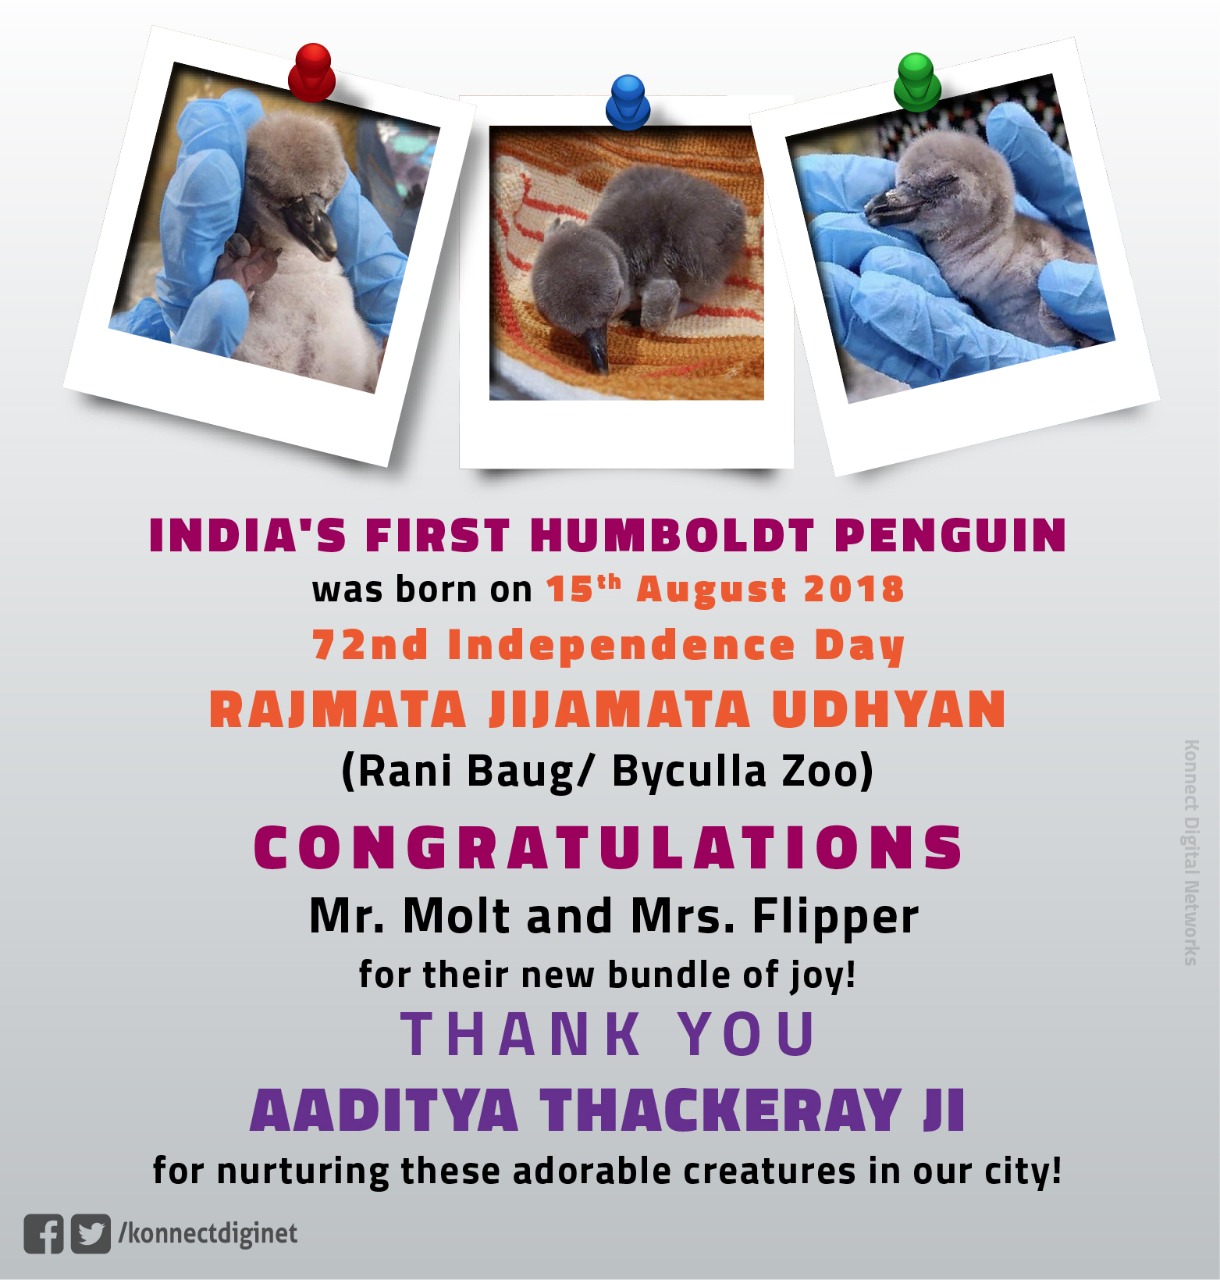 INDIA'S FIRST HUMBOLDT PENGUIN
was born on 15th August 2018
72nd Independence Day
RAJMATA JIJAMATA UDHYAN
(Rani Baug/ Byculla Zoo)
CONGRATULATIONS
Mr. Molt and Mrs. Flipper
for their new bundle of joy!
THANK YOU
AADITYA THACKERAY JI
for nurturing these adorable creatures in our city!
/konnectdiginet
Konnect Digital Networks